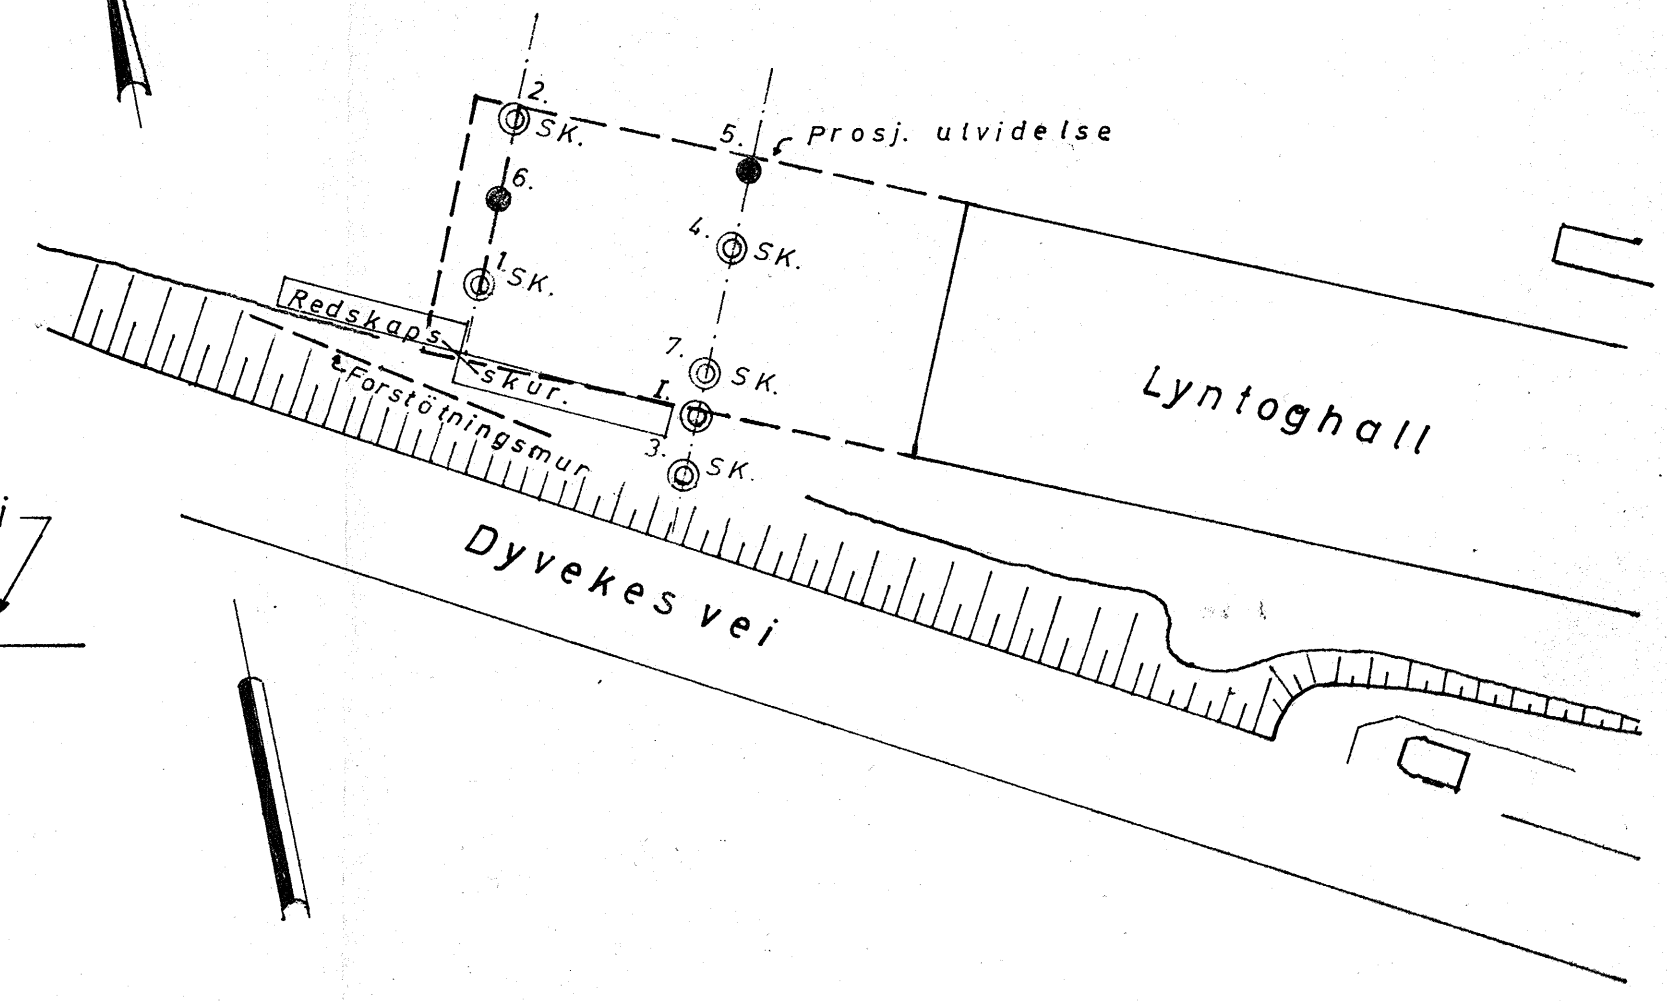 2.
SK.
5.
Prosj. utvidelse
6.
4.
SK.
1.
SK.
Redskaps
skur.
7.
SK.
Forstötningsmur
I.
3.
SK.
Lyntoghall
Dyvekes vei